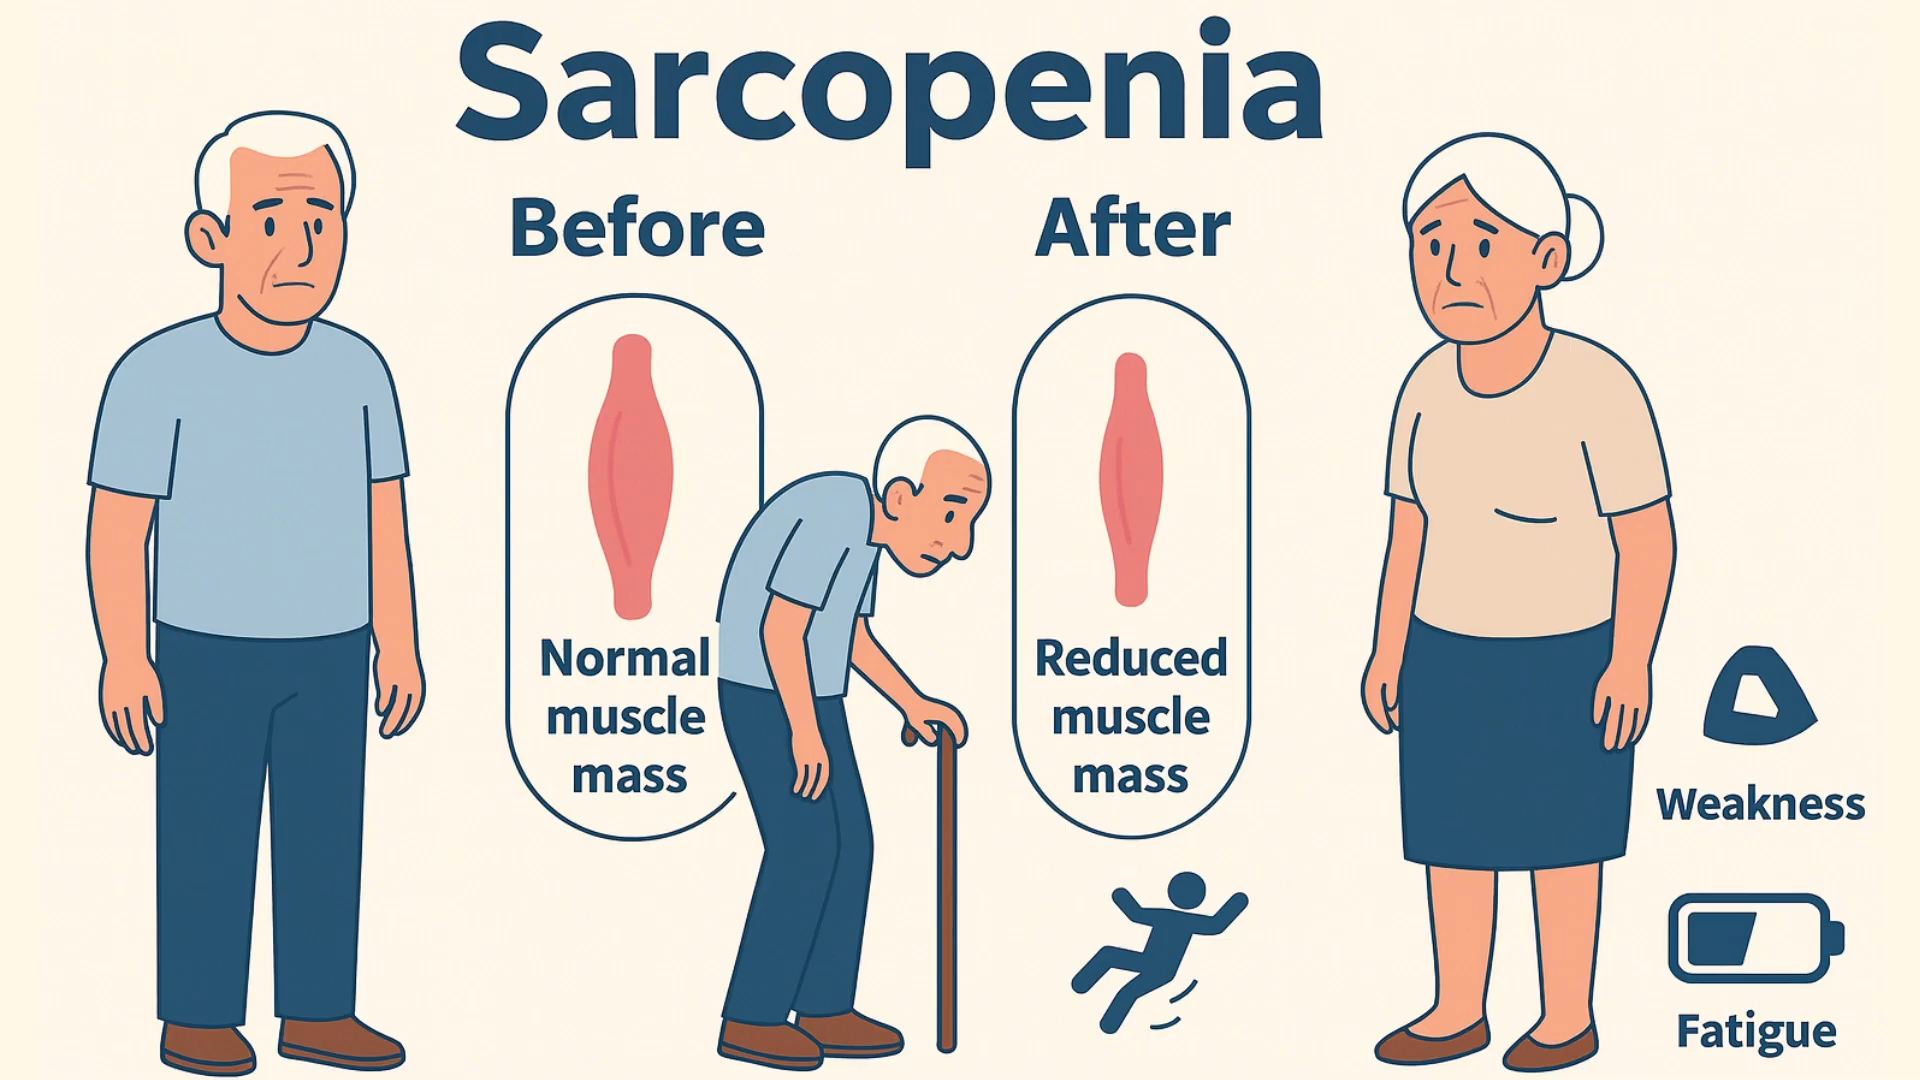 Sarcopenia
Before
After
Normal
muscle
mass
Reduced
muscle
mass
Weakness
Fatigue